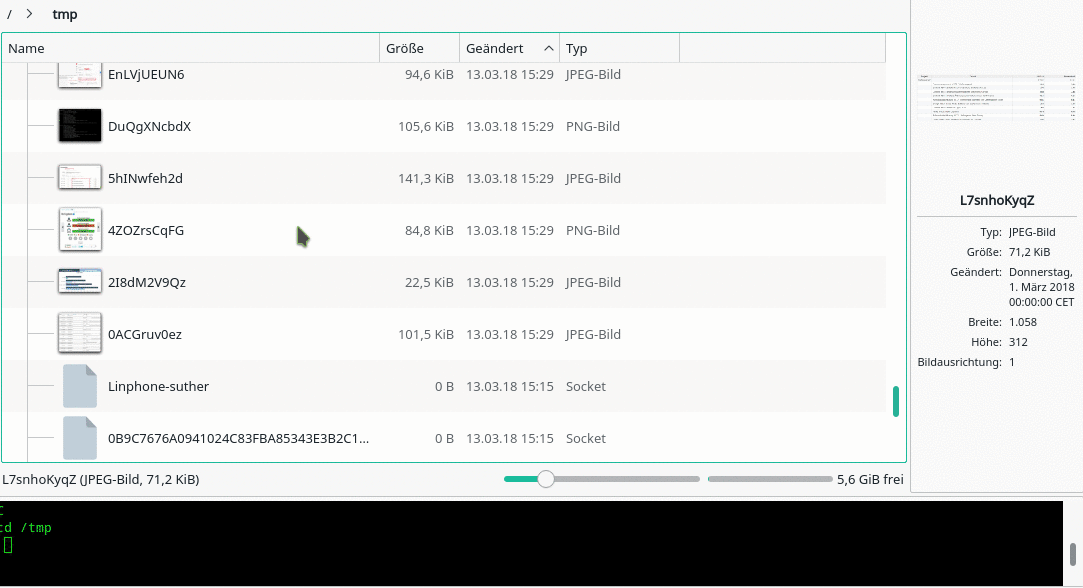 / > tmp
Name Größe Geändert Typ
EnLVjUEUN6 94,6 KiB 13.03.18 15:29 JPEG-Bild
DuQgXNcbdX 105,6 KiB 13.03.18 15:29 PNG-Bild
5hINwfeh2d 141,3 KiB 13.03.18 15:29 JPEG-Bild
4ZOZrsCqFG 84,8 KiB 13.03.18 15:29 PNG-Bild
2I8dM2V9Qz 22,5 KiB 13.03.18 15:29 JPEG-Bild
0ACGruv0ez 101,5 KiB 13.03.18 15:29 JPEG-Bild
Linphone-suther 0 B 13.03.18 15:15 Socket
0B9C7676A0941024C83FBA85343E3B2C1... 0 B 13.03.18 15:15 Socket
L7snhoKyqZ (JPEG-Bild, 71,2 KiB) 5,6 GiB frei
L7snhoKyqZ
Typ: JPEG-Bild
Größe: 71,2 KiB
Geändert: Donnerstag,
1. März 2018
00:00:00 CET
Breite: 1.058
Höhe: 312
Bildausrichtung: 1
cd /tmp